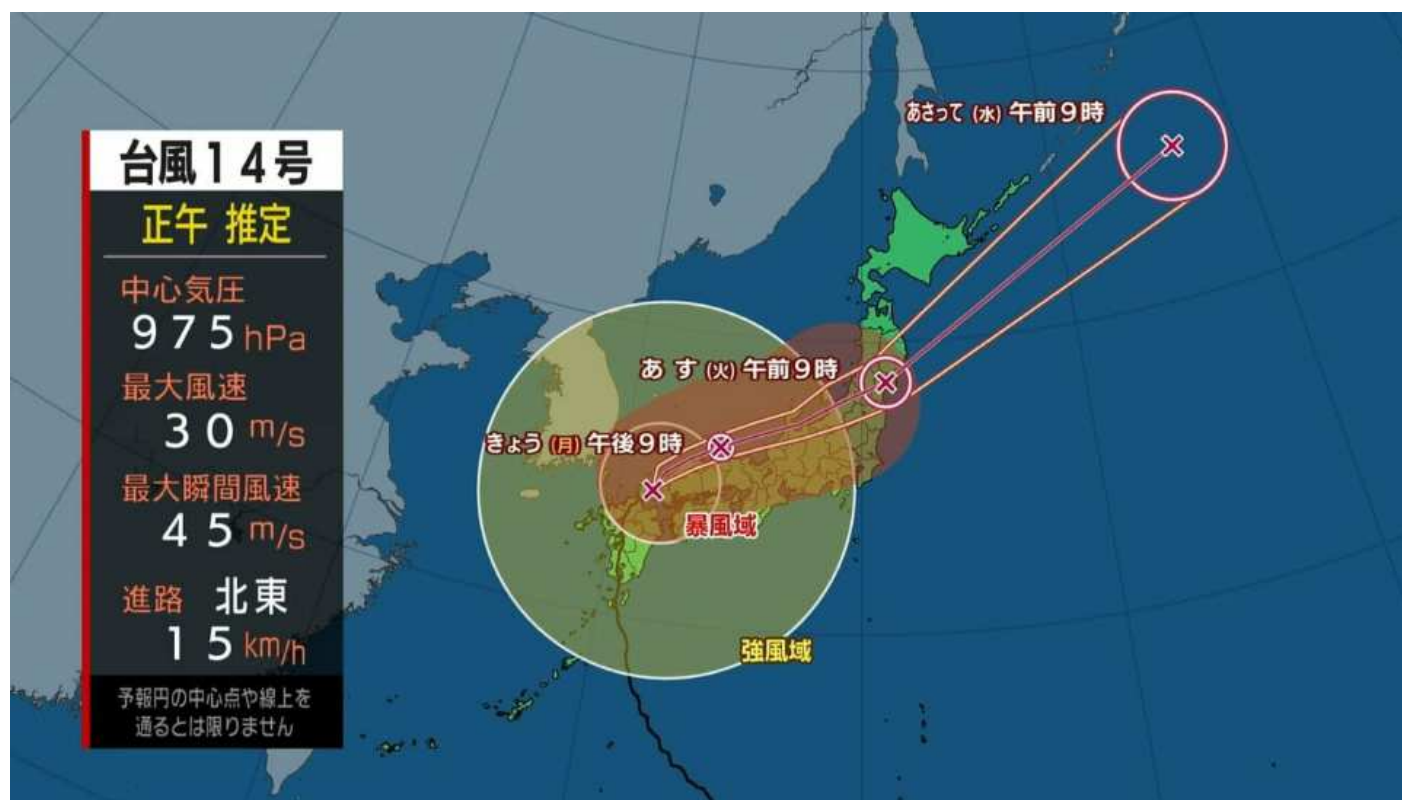 台風１４号
正午 推定
中心気圧
９７５hPa
最大風速
３０m/s
最大瞬間風速
４５m/s
進路 北東
１５km/h
予報円の中心点や線上を
通るとは限りません
あさって (水) 午前９時
あす (火) 午前９時
きょう (月) 午後９時
暴風域
強風域